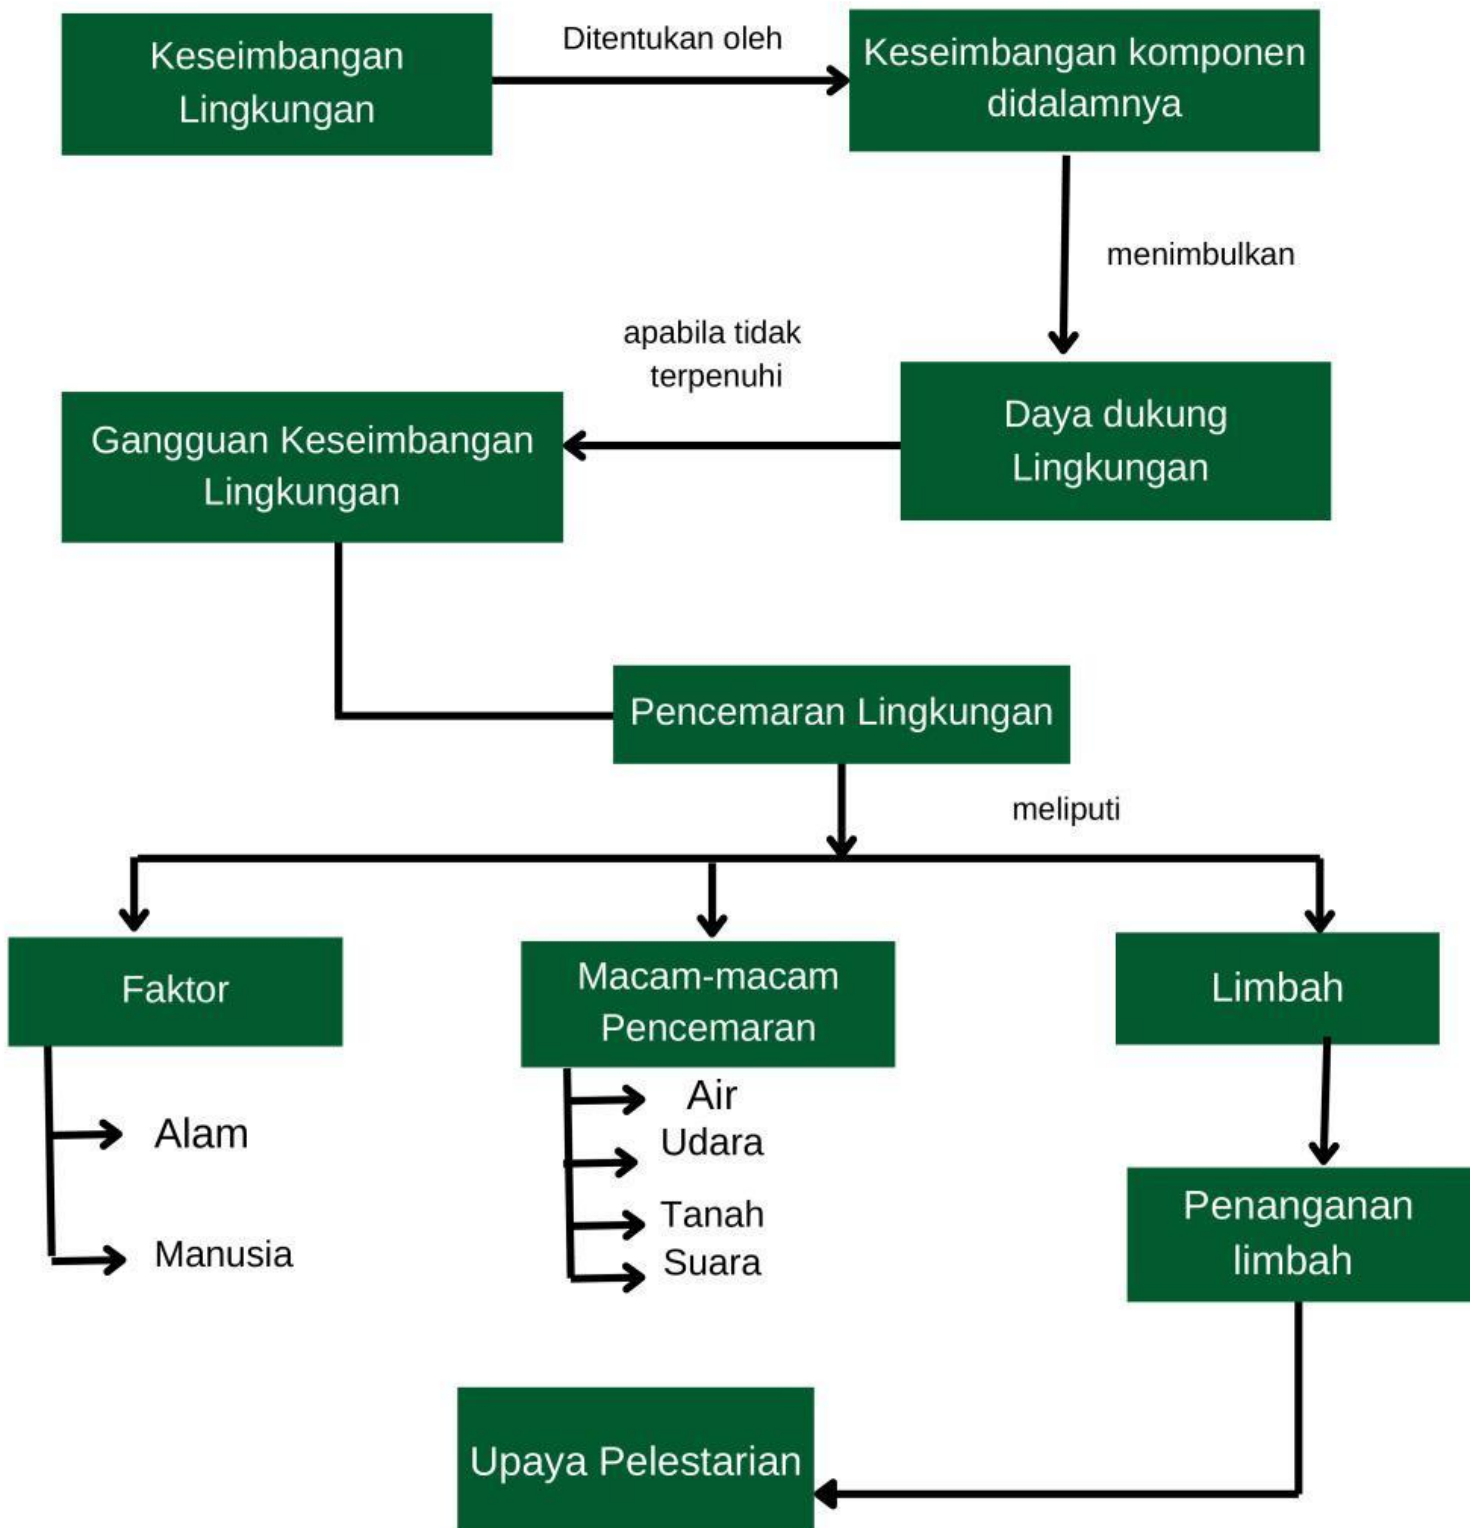 Keseimbangan
Lingkungan
Ditentukan oleh
Keseimbangan komponen
didalamnya
menimbulkan
apabila tidak
terpenuhi
Daya dukung
Lingkungan
Gangguan Keseimbangan
Lingkungan
Pencemaran Lingkungan
meliputi
Faktor
Alam
Manusia
Macam-macam
Pencemaran
Air
Udara
Tanah
Suara
Limbah
Penanganan
limbah
Upaya Pelestarian